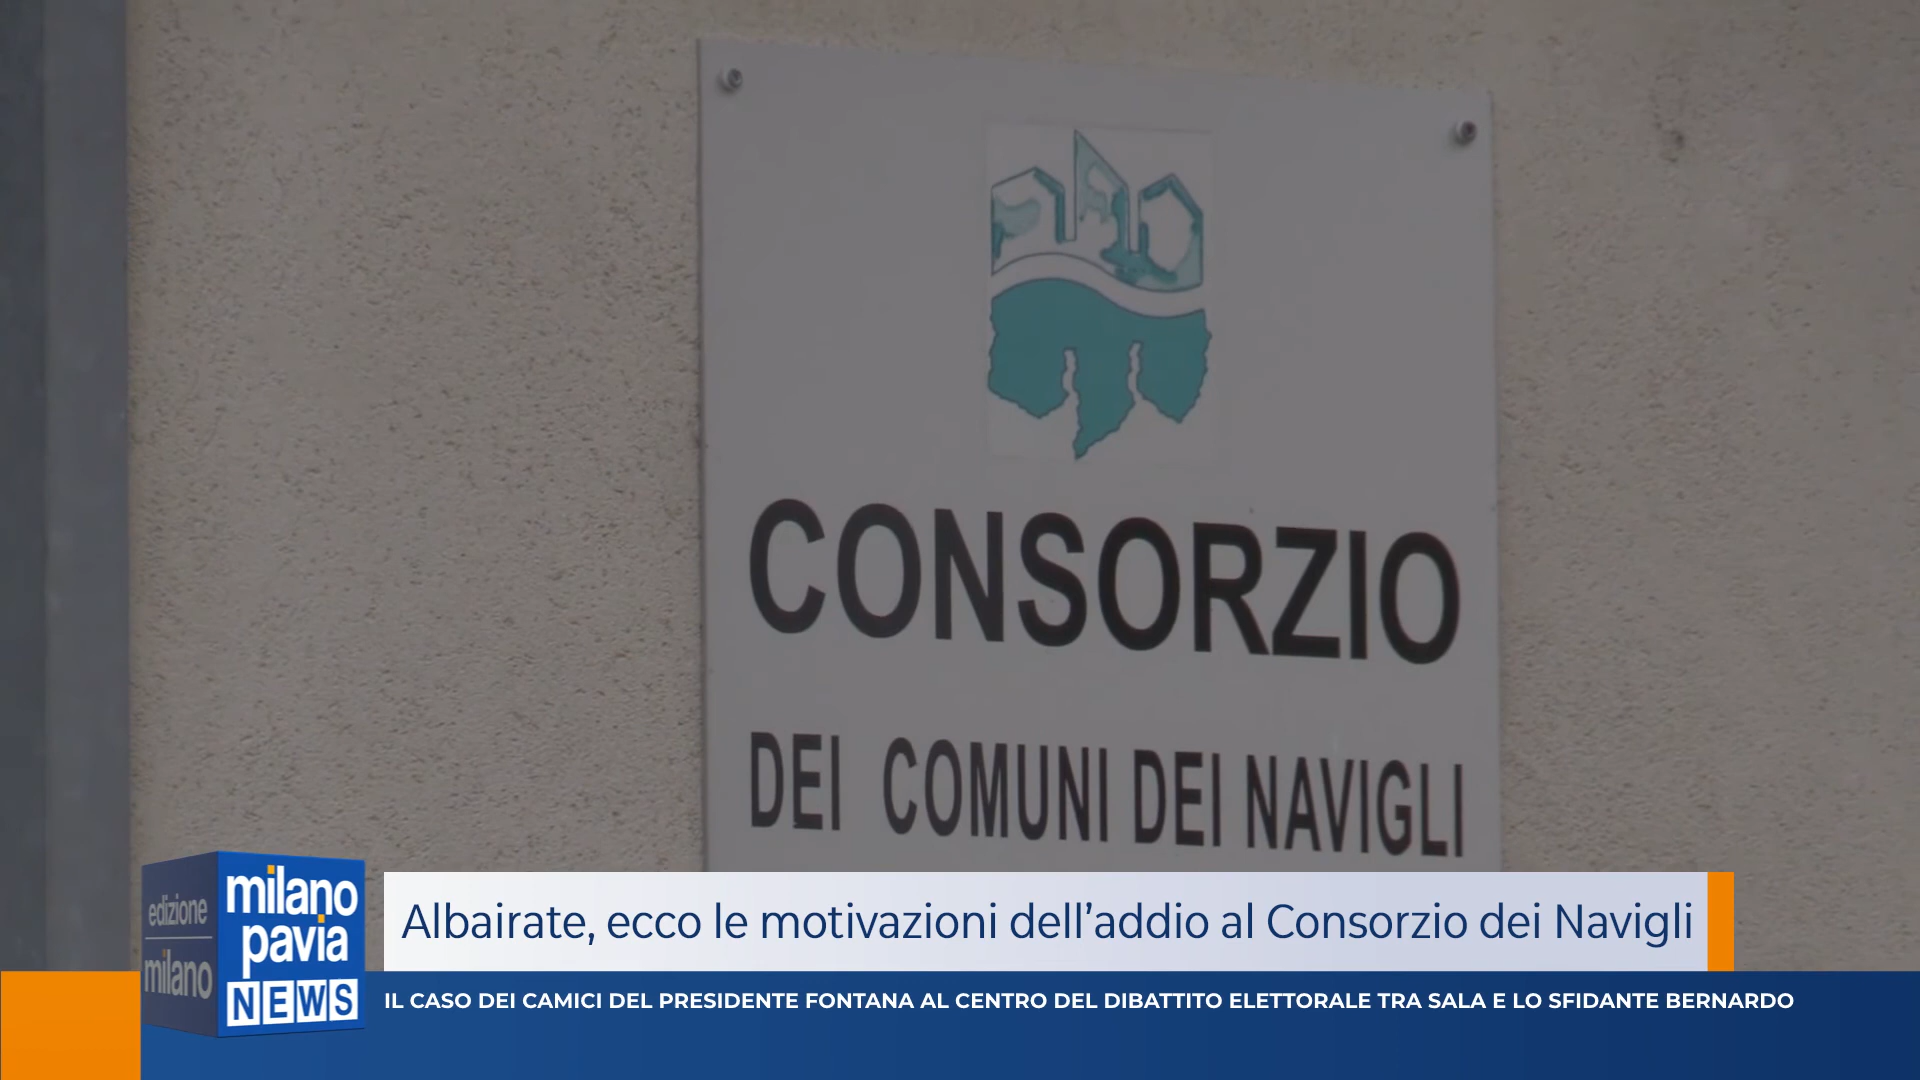 CONSORZIO
DEI COMUNI DEI NAVIGLI
Albairate, ecco le motivazioni dell'addio al Consorzio dei Navigli
edizione
milano
milano
pavia
NEWS
IL CASO DEI CAMICI DEL PRESIDENTE FONTANA AL CENTRO DEL DIBATTITO ELETTORALE TRA SALA E LO SFIDANTE BERNARDO